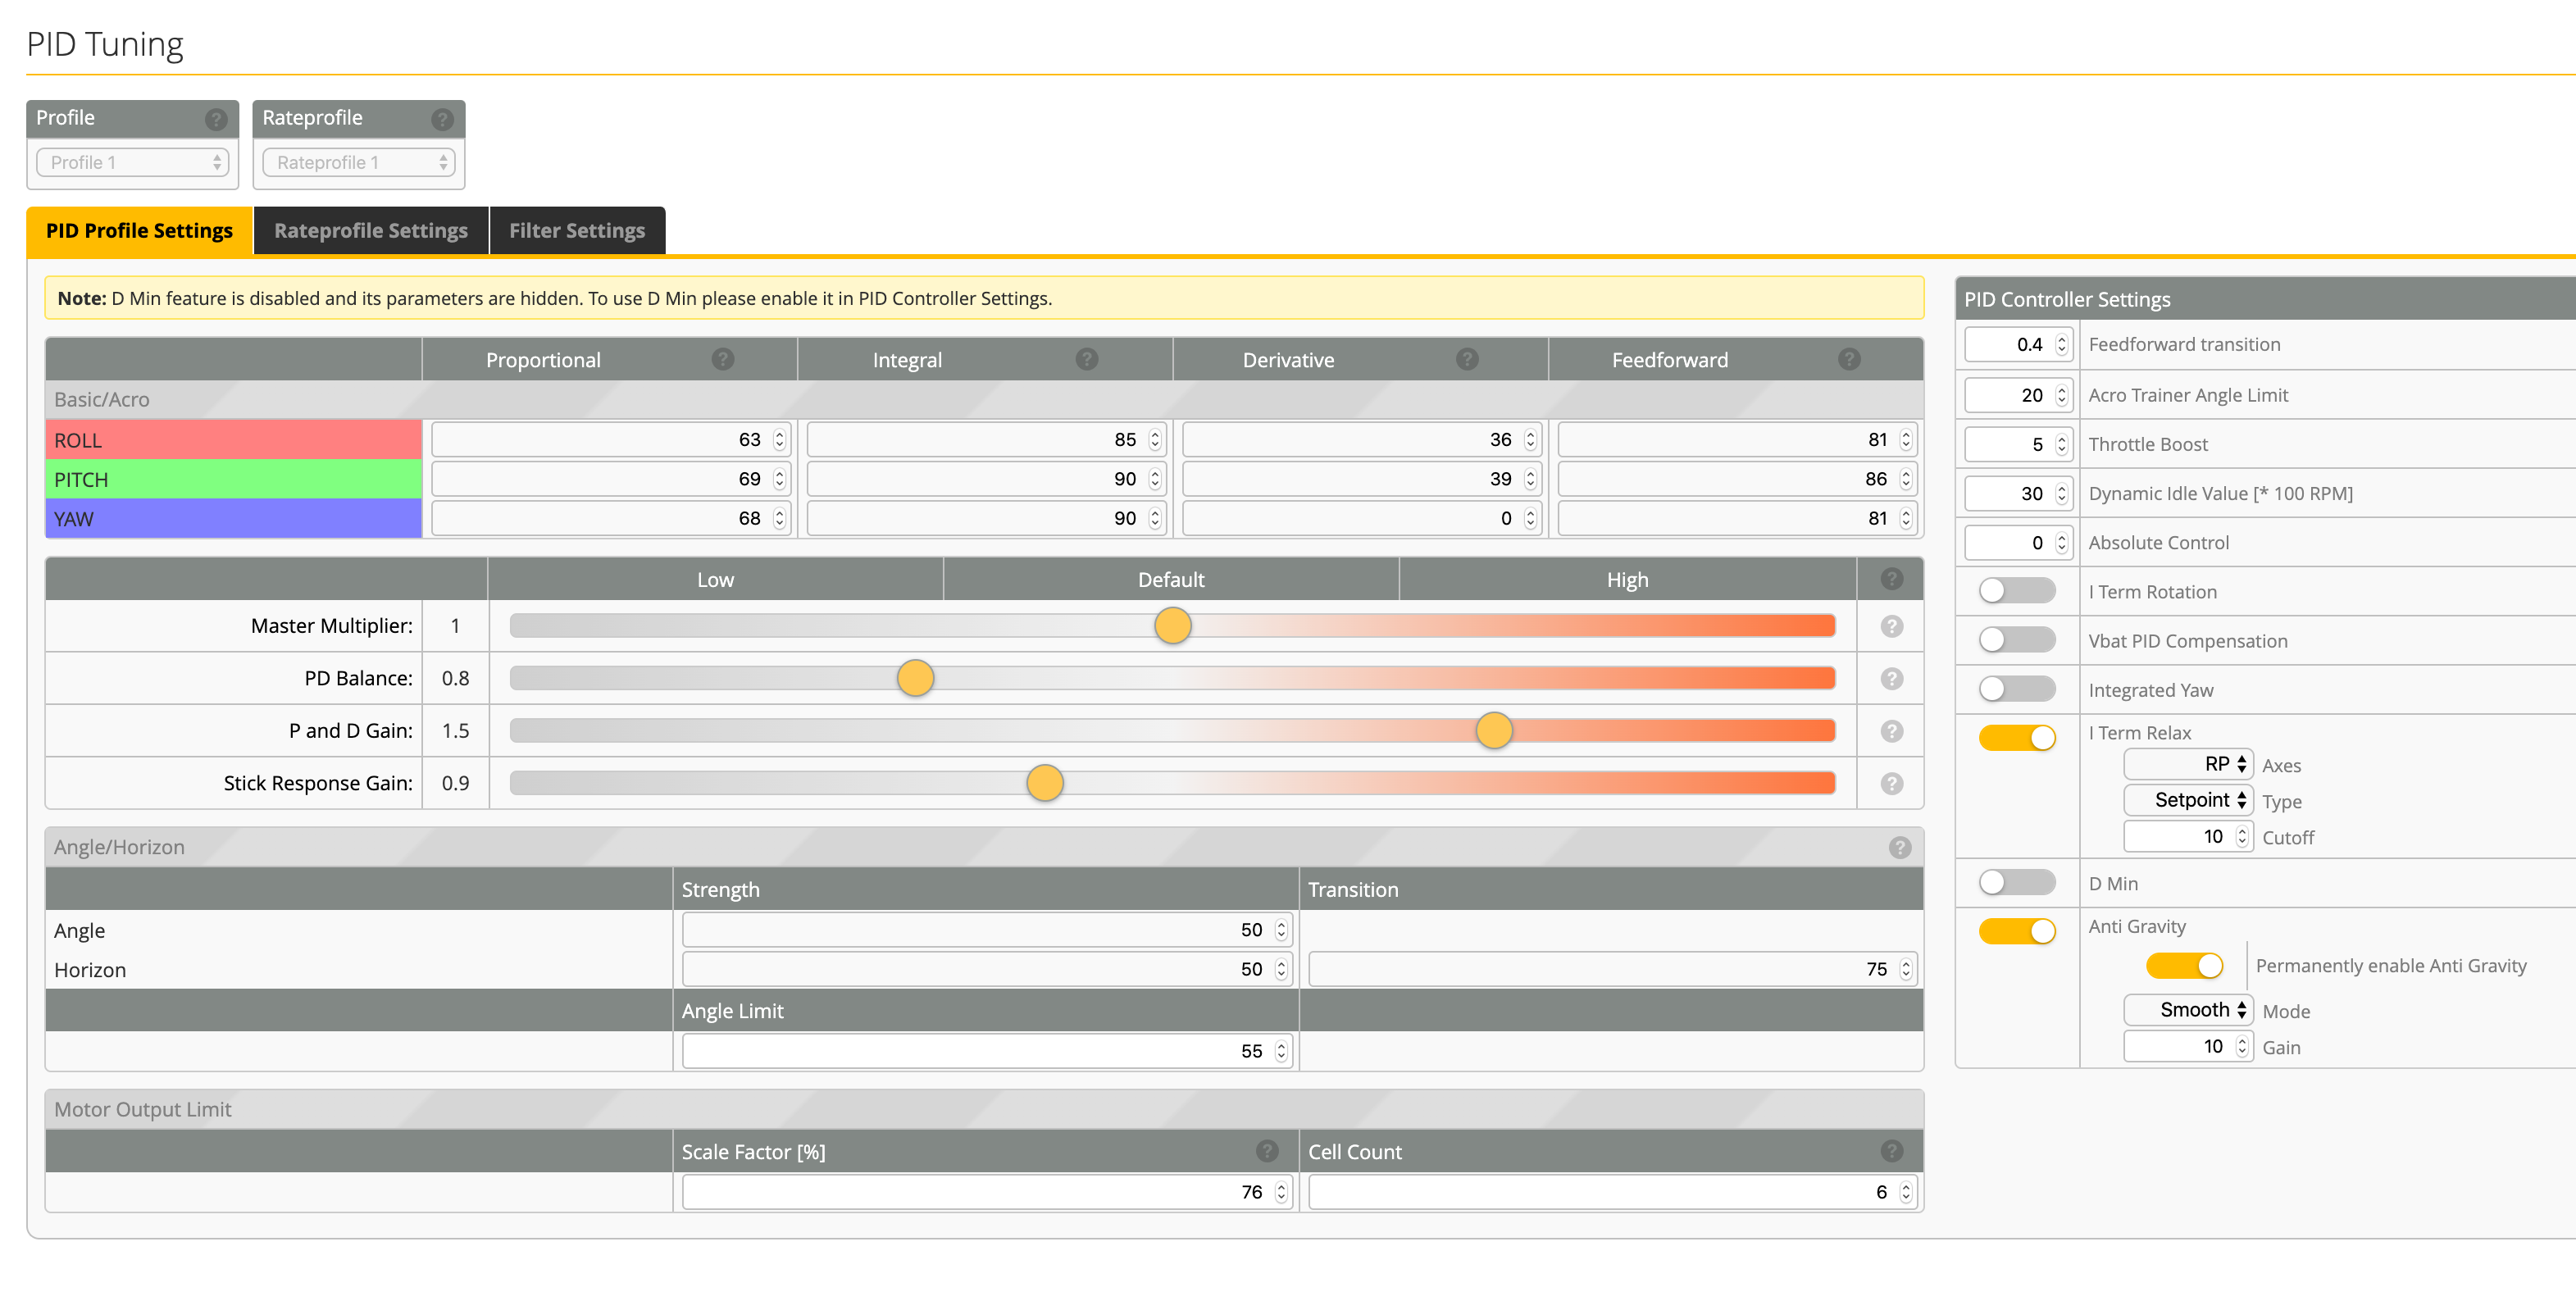 PID Tuning
Profile
Rateprofile
Profile 1
Rateprofile 1
PID Profile Settings
Rateprofile Settings
Filter Settings
Note: D Min feature is disabled and its parameters are hidden. To use D Min please enable it in PID Controller Settings.
Proportional
Integral
Derivative
Feedforward
Basic/Acro
ROLL 63 85 36 81
PITCH 69 90 39 86
YAW 68 90 0 81
Low
Default
High
Master Multiplier: 1
PD Balance: 0.8
P and D Gain: 1.5
Stick Response Gain: 0.9
Angle/Horizon
Strength
Transition
Angle 50
Horizon 50 75
Angle Limit
55
Motor Output Limit
Scale Factor [%]
Cell Count
76 6
PID Controller Settings
0.4 Feedforward transition
20 Acro Trainer Angle Limit
5 Throttle Boost
30 Dynamic Idle Value [* 100 RPM]
0 Absolute Control
I Term Rotation
Vbat PID Compensation
Integrated Yaw
I Term Relax
RP Axes
Setpoint Type
10 Cutoff
D Min
Anti Gravity
Permanently enable Anti Gravity
Smooth Mode
10 Gain